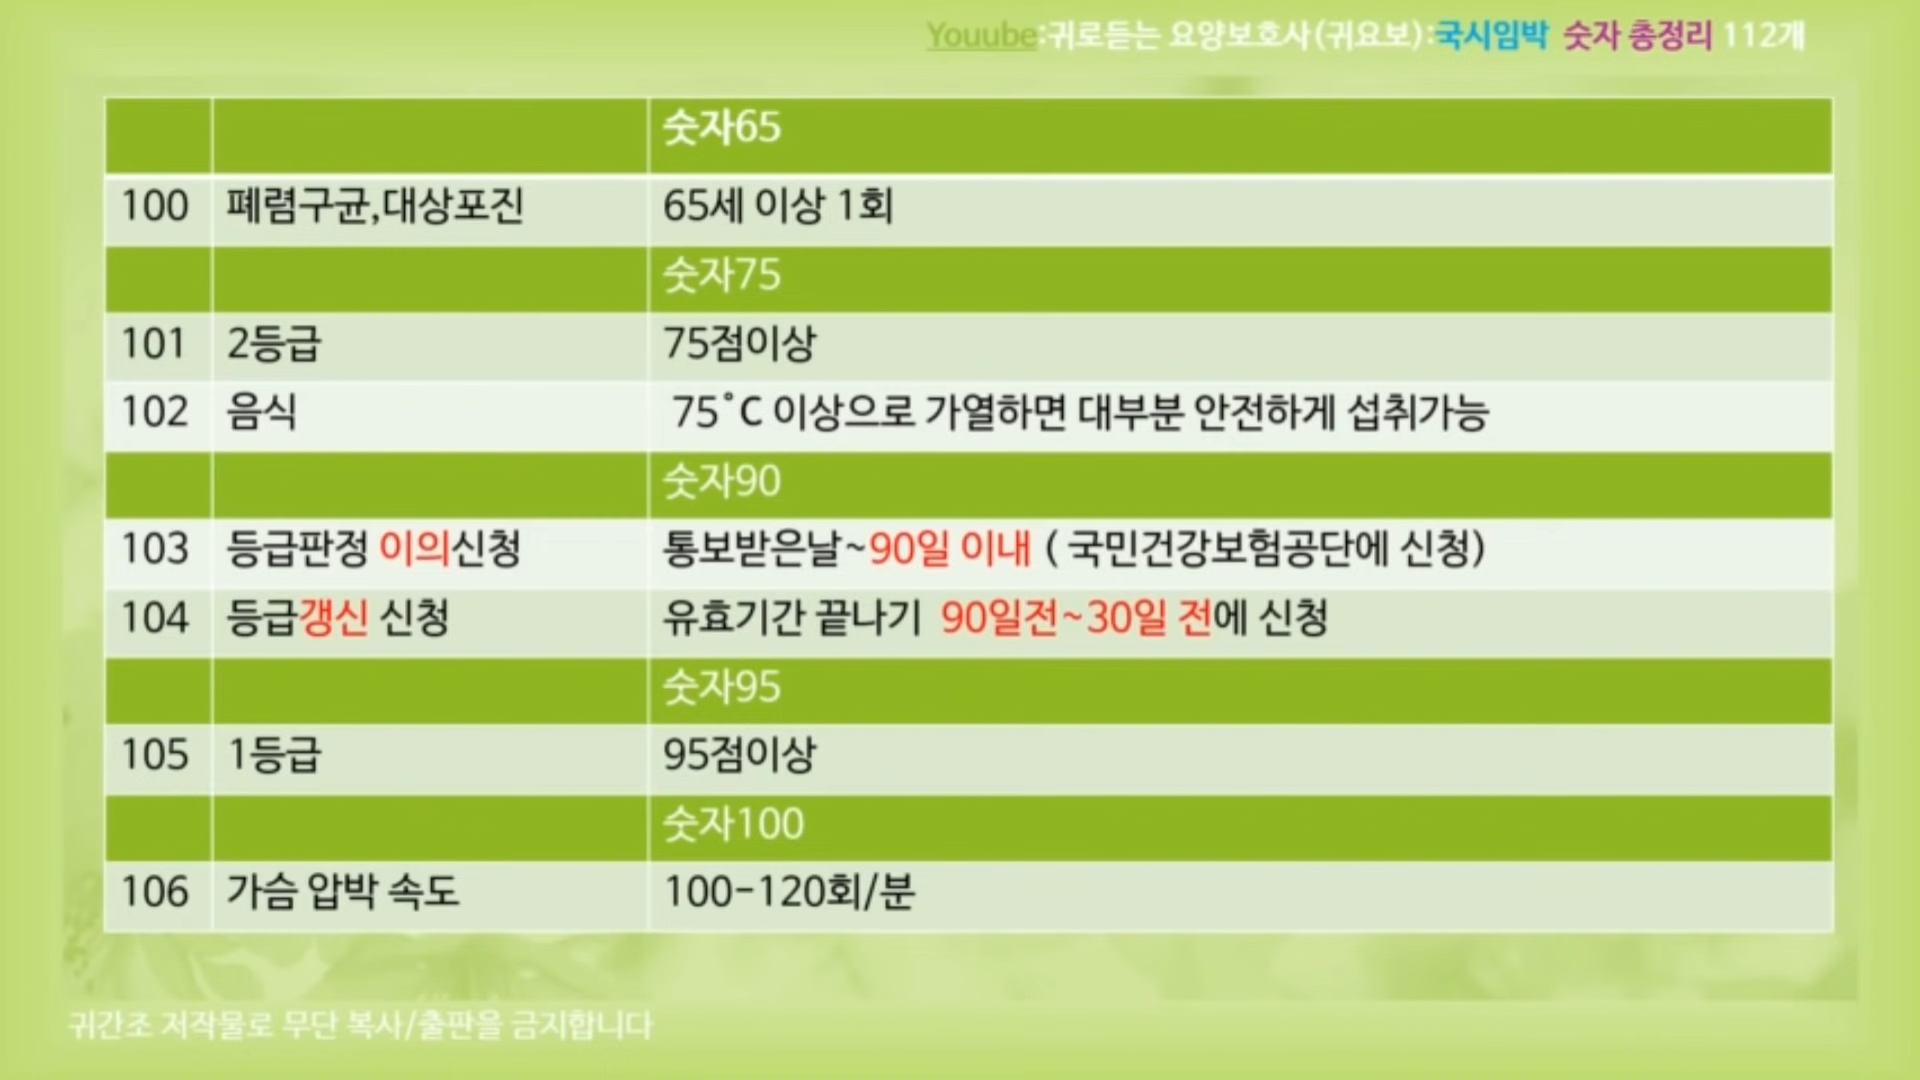 Youube:귀로듣는 요양보호사(귀요보):국시임박 숫자 총정리 112개
숫자65
100 폐렴구균,대상포진 65세 이상 1회
숫자75
101 2등급 75점이상
102 음식 75˚C 이상으로 가열하면 대부분 안전하게 섭취가능
숫자90
103 등급판정 이의신청 통보받은날~90일 이내 ( 국민건강보험공단에 신청)
104 등급갱신 신청 유효기간 끝나기 90일전~30일 전에 신청
숫자95
105 1등급 95점이상
숫자100
106 가슴 압박 속도 100-120회/분
귀간조 저작물로 무단 복사/출판을 금지합니다